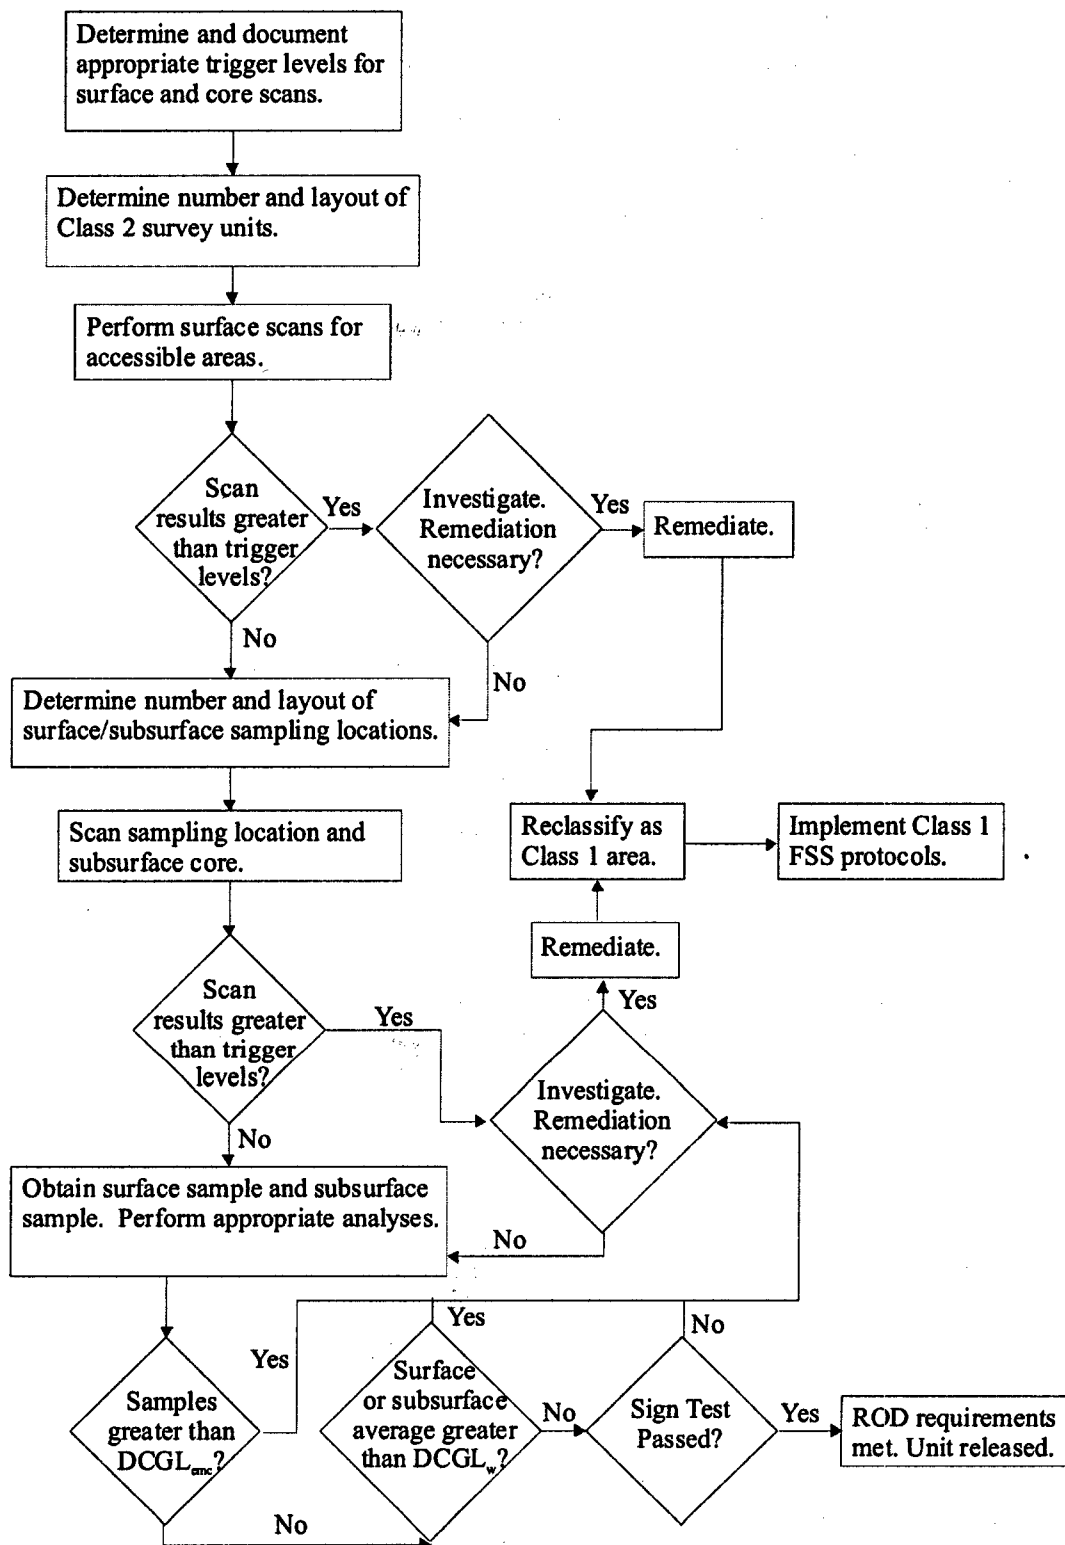 Determine and document
appropriate trigger levels for
surface and core scans.
Determine number and layout of
Class 2 survey units.
Perform surface scans for
accessible areas.
Scan
results greater
than trigger
levels?
Yes
Investigate.
Remediation
necessary?
Yes
Remediate.
No
No
Determine number and layout of
surface/subsurface sampling locations.
Scan sampling location and
subsurface core.
Reclassify as
Class 1 area.
Implement Class 1
FSS protocols.
Remediate.
Yes
Scan
results greater
than trigger
levels?
Yes
Investigate.
Remediation
necessary?
No
Obtain surface sample and subsurface
sample. Perform appropriate analyses.
No
Samples
greater than
DCGLemc?
Yes
Yes
Surface
or subsurface
average greater
than DCGLw?
No
No
Sign Test
Passed?
Yes
ROD requirements
met. Unit released.
No